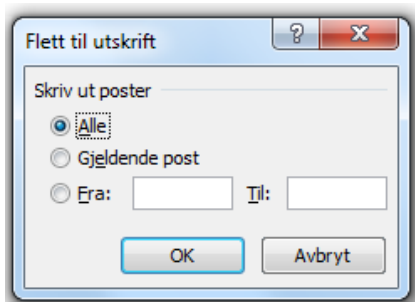 Flett til utskrift
Skriv ut poster
Alle
Gjeldende post
Fra: Til:
OK Avbryt